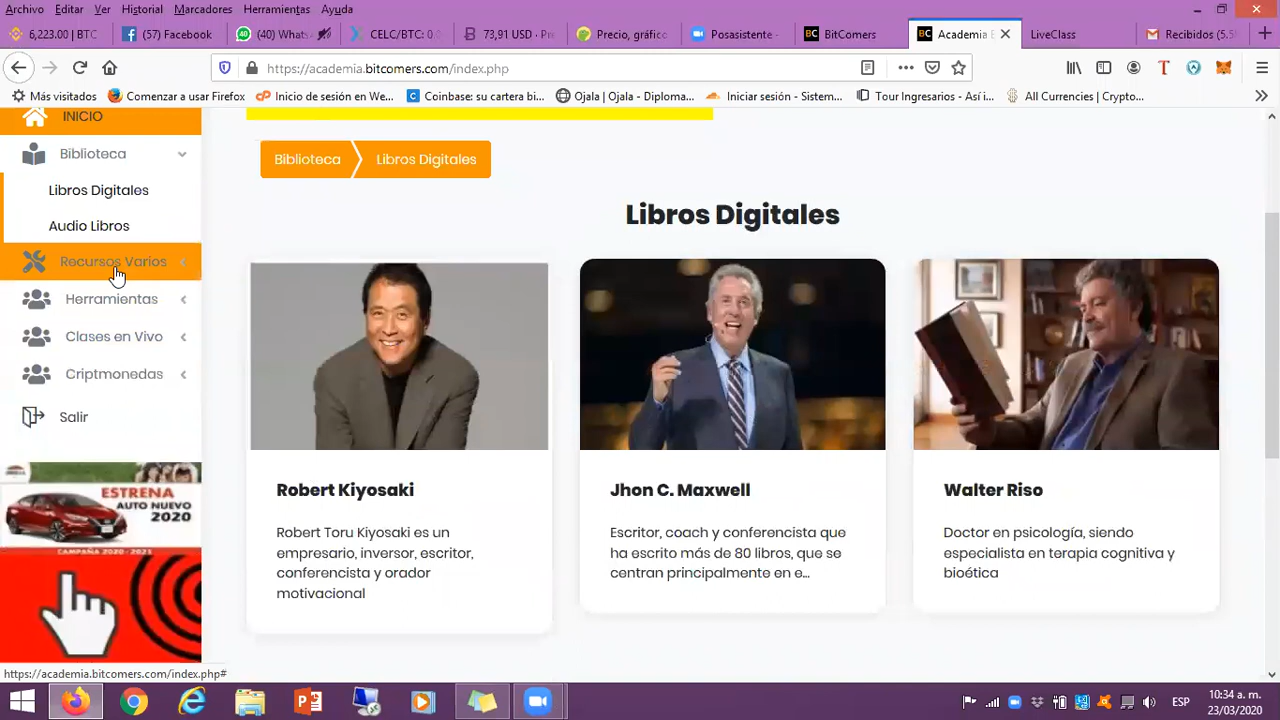 Archivo Editar Ver Historial Marcadores Herramientas Ayuda
6,223.00 | BTC
(57) Facebook
(40) Whats
CELC/BTC: 0.
73,91 USD · P
Precio, gráfico
Posasistente -
BC BitComers
BC Academia B
LiveClass
Recibidos (5.5
https://academia.bitcomers.com/index.php
Más visitados
Comenzar a usar Firefox
Inicio de sesión en We...
Coinbase: su cartera bi...
Ojala | Ojala - Diploma...
Iniciar sesión - Sistem...
Tour Ingresarios - Así i...
All Currencies | Crypto...
INICIO
Biblioteca
Libros Digitales
Audio Libros
Recursos Varios
Herramientas
Clases en Vivo
Criptmonedas
Salir
ESTRENA
AUTO NUEVO
2020
CAMPAÑA 2020 - 2021
Biblioteca
Libros Digitales
Libros Digitales
Robert Kiyosaki
Robert Toru Kiyosaki es un
empresario, inversor, escritor,
conferencista y orador
motivacional
Jhon C. Maxwell
Escritor, coach y conferencista que
ha escrito más de 80 libros, que se
centran principalmente en e...
Walter Riso
Doctor en psicología, siendo
especialista en terapia cognitiva y
bioética
https://academia.bitcomers.com/index.php#
ESP
10:34 a. m.
23/03/2020